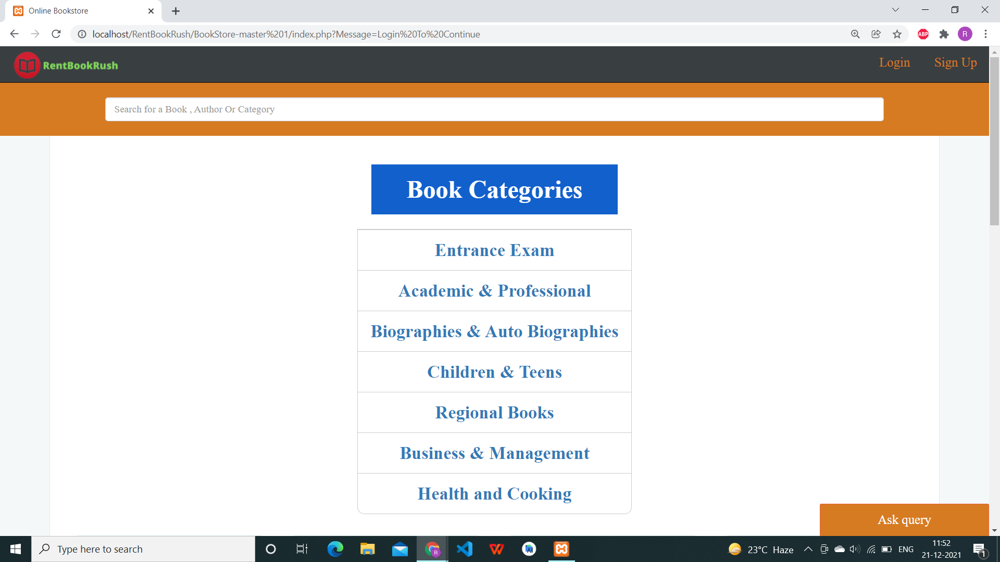 Online Bookstore
localhost/RentBookRush/BookStore-master%201/index.php?Message=Login%20To%20Continue
ABP
R
RentBookRush
Login
Sign Up
Search for a Book , Author Or Category
Book Categories
Entrance Exam
Academic & Professional
Biographies & Auto Biographies
Children & Teens
Regional Books
Business & Management
Health and Cooking
Ask query
Type here to search
R
23°C Haze
ENG
11:52
21-12-2021
1